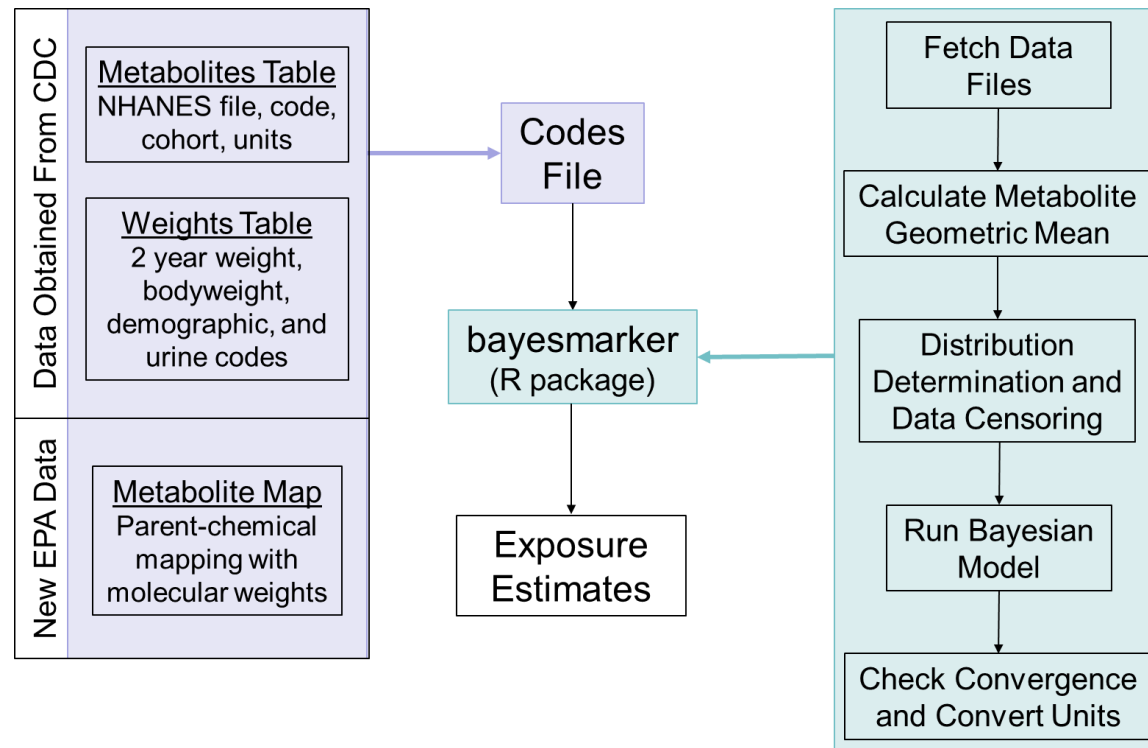 Data Obtained From CDC
Metabolites Table
NHANES file, code,
cohort, units
Weights Table
2 year weight,
bodyweight,
demographic, and
urine codes
New EPA Data
Metabolite Map
Parent-chemical
mapping with
molecular weights
Codes
File
bayesmarker
(R package)
Exposure
Estimates
Fetch Data
Files
Calculate Metabolite
Geometric Mean
Distribution
Determination and
Data Censoring
Run Bayesian
Model
Check Convergence
and Convert Units